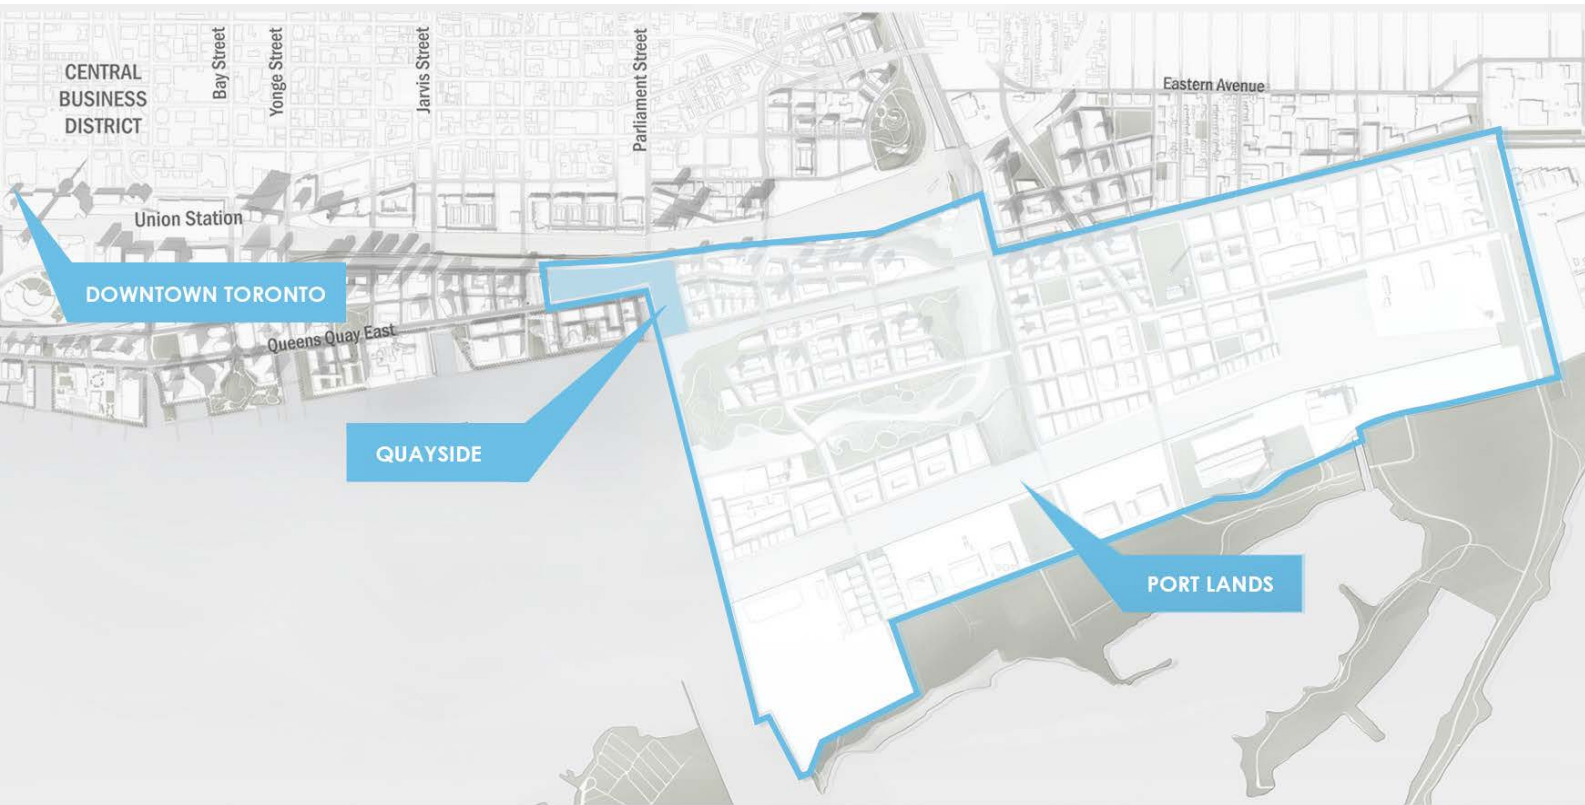 CENTRAL
BUSINESS
DISTRICT
Bay Street
Yonge Street
Jarvis Street
Parliament Street
Eastern Avenue
Union Station
DOWNTOWN TORONTO
Queens Quay East
QUAYSIDE
PORT LANDS